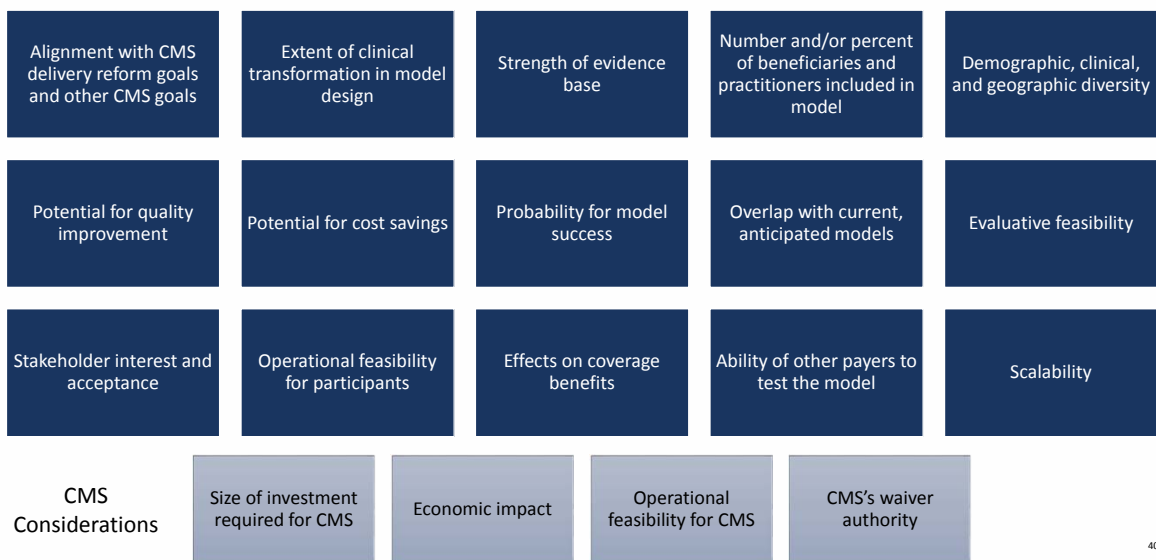 Alignment with CMS
delivery reform goals
and other CMS goals
Extent of clinical
transformation in model
design
Strength of evidence
base
Number and/or percent
of beneficiaries and
practitioners included in
model
Demographic, clinical,
and geographic diversity
Potential for quality
improvement
Potential for cost savings
Probability for model
success
Overlap with current,
anticipated models
Evaluative feasibility
Stakeholder interest and
acceptance
Operational feasibility
for participants
Effects on coverage
benefits
Ability of other payers to
test the model
Scalability
CMS
Considerations
Size of investment
required for CMS
Economic impact
Operational
feasibility for CMS
CMS's waiver
authority
40